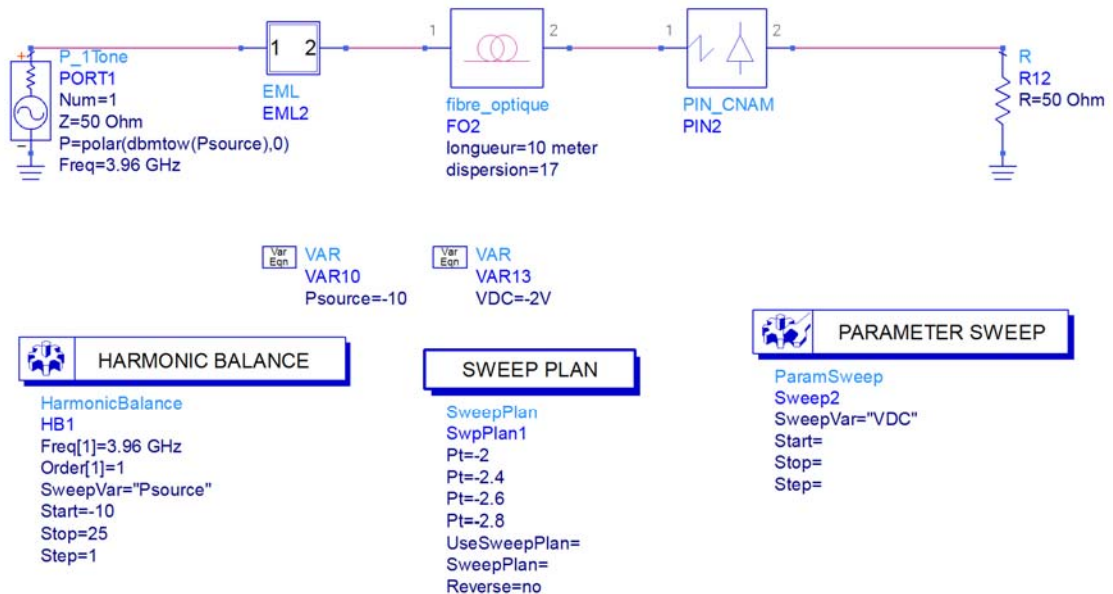 +
P_1Tone
PORT1
Num=1
Z=50 Ohm
P=polar(dbmtow(Psource),0)
Freq=3.96 GHz
-
1 2
EML
EML2
1 2
fibre_optique
FO2
longueur=10 meter
dispersion=17
1 2
PIN_CNAM
PIN2
R
R12
R=50 Ohm
Var
Eqn
VAR
VAR10
Psource=-10
Var
Eqn
VAR
VAR13
VDC=-2V
HARMONIC BALANCE
HarmonicBalance
HB1
Freq[1]=3.96 GHz
Order[1]=1
SweepVar="Psource"
Start=-10
Stop=25
Step=1
SWEEP PLAN
SweepPlan
SwpPlan1
Pt=-2
Pt=-2.4
Pt=-2.6
Pt=-2.8
UseSweepPlan=
SweepPlan=
Reverse=no
PARAMETER SWEEP
ParamSweep
Sweep2
SweepVar="VDC"
Start=
Stop=
Step=